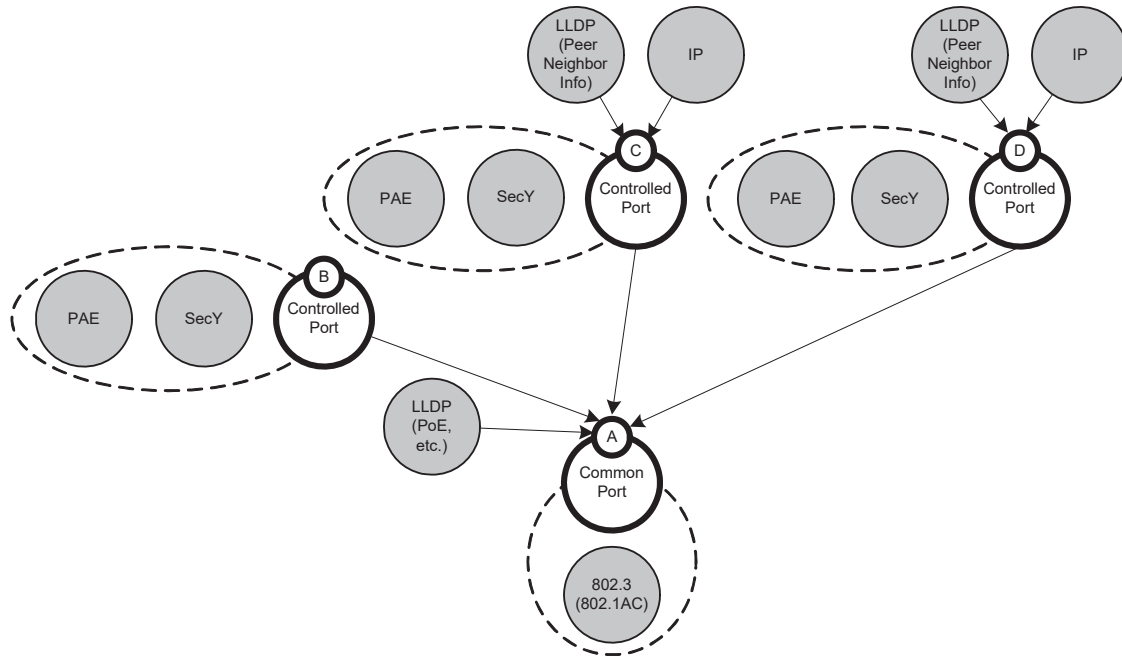 LLDP
(Peer
Neighbor
Info)
IP
LLDP
(Peer
Neighbor
Info)
IP
C
Controlled
Port
PAE
SecY
D
Controlled
Port
PAE
SecY
B
Controlled
Port
PAE
SecY
LLDP
(PoE,
etc.)
A
Common
Port
802.3
(802.1AC)